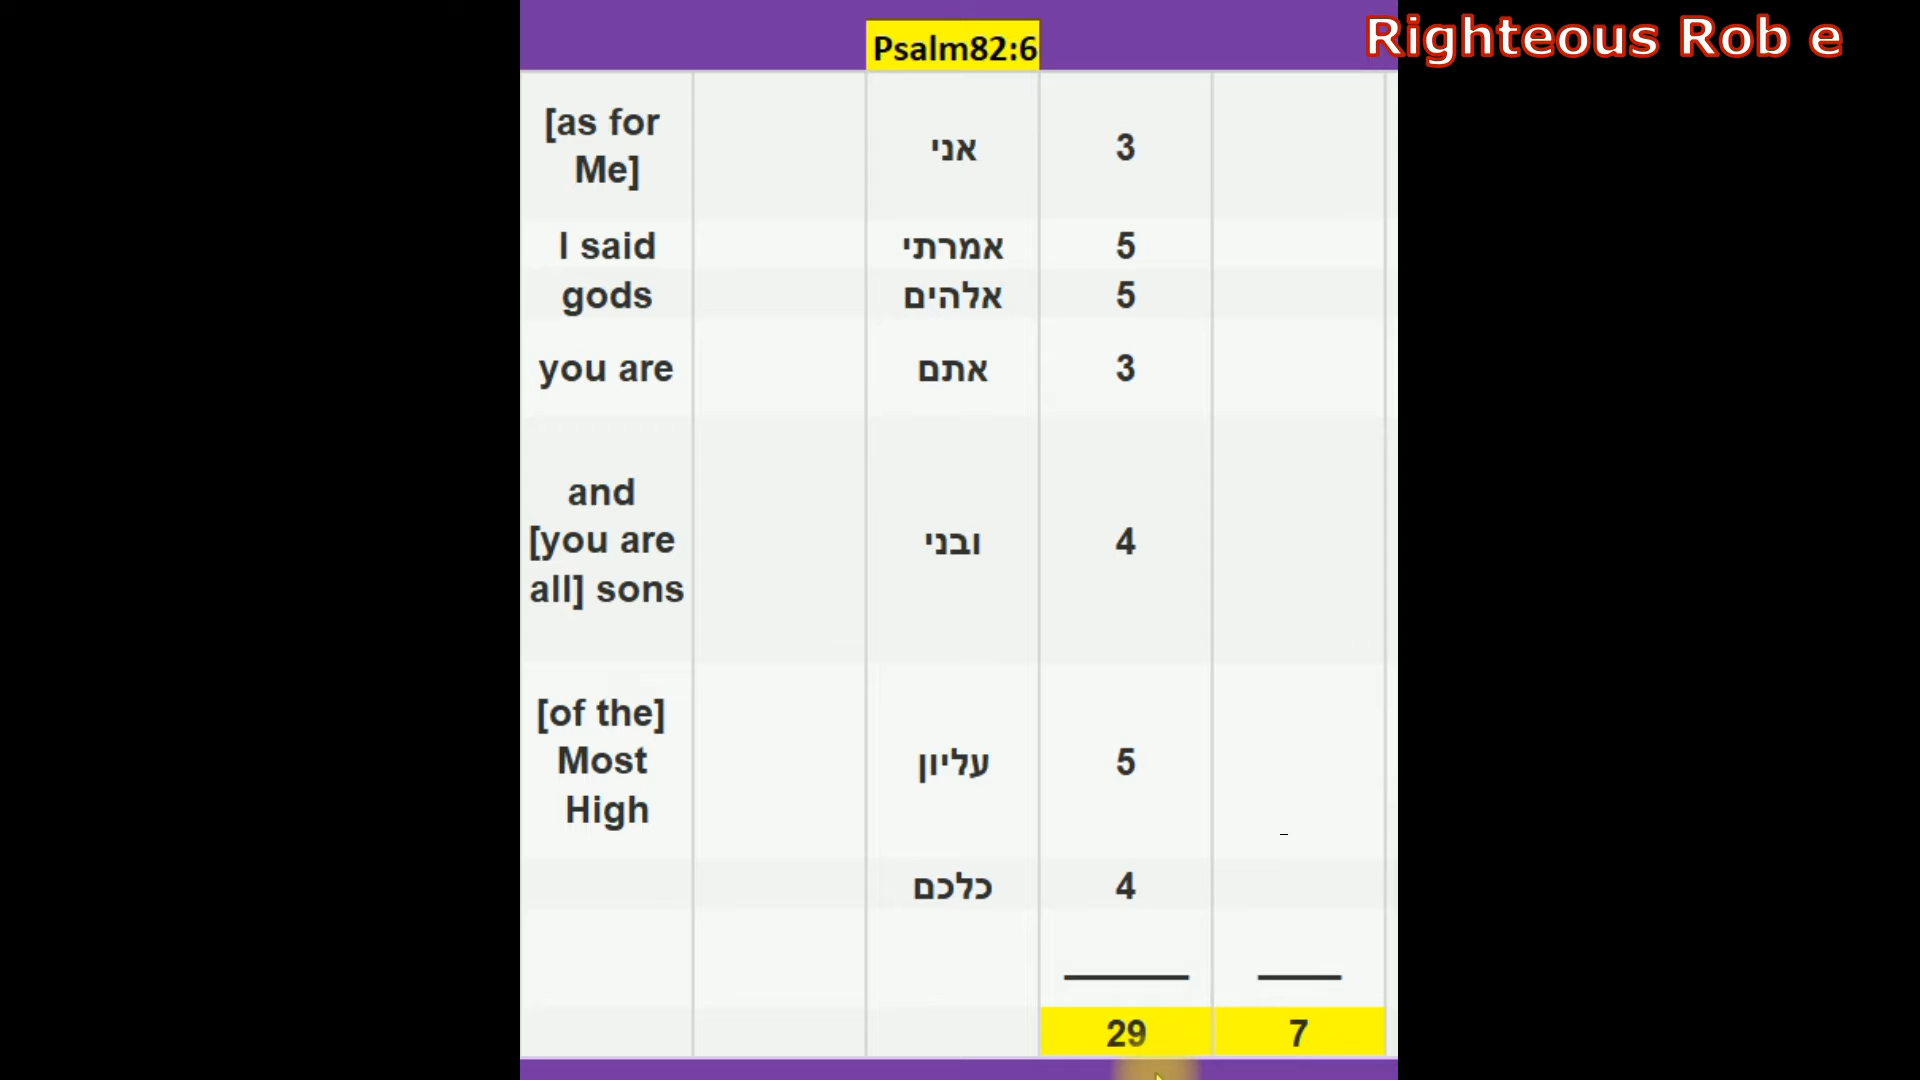 Psalm82:6
Righteous Rob e
[as for
Me]
אני
3
I said
אמרתי
5
gods
אלהים
5
you are
אתם
3
and
[you are
all] sons
ובני
4
[of the]
Most
High
עליון
5
כלכם
4
29
7